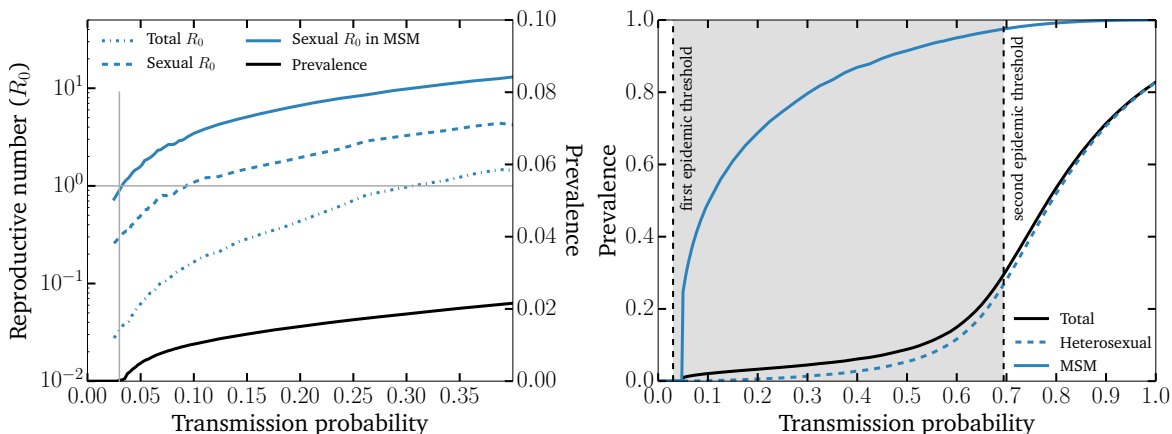 Reproductive number (R₀)
10¹
10⁰
10⁻¹
10⁻²
Total R₀
Sexual R₀
Sexual R₀ in MSM
Prevalence
0.10
0.08
0.06
0.04
0.02
0.00
Prevalence
0.00 0.05 0.10 0.15 0.20 0.25 0.30 0.35
Transmission probability
Prevalence
1.0
0.8
0.6
0.4
0.2
0.0
first epidemic threshold
second epidemic threshold
Total
Heterosexual
MSM
0.0 0.1 0.2 0.3 0.4 0.5 0.6 0.7 0.8 0.9 1.0
Transmission probability